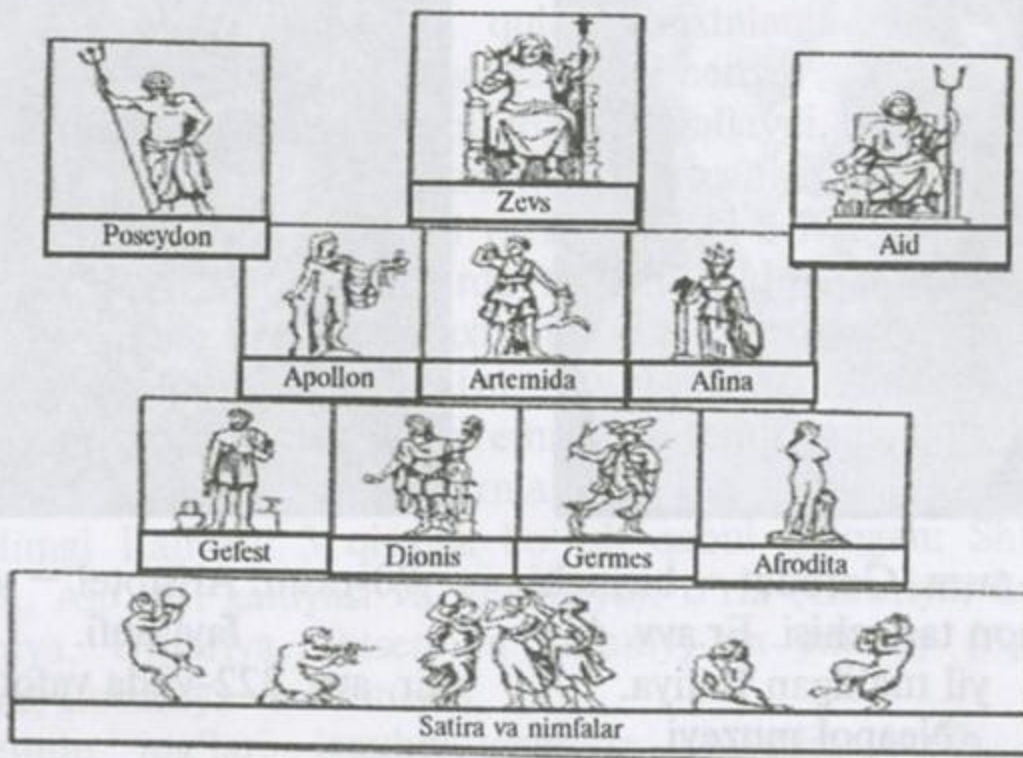 Poseydon
Zevs
Aid
Apollon
Artemida
Afina
Gefest
Dionis
Germes
Afrodita
Satira va nimfalar